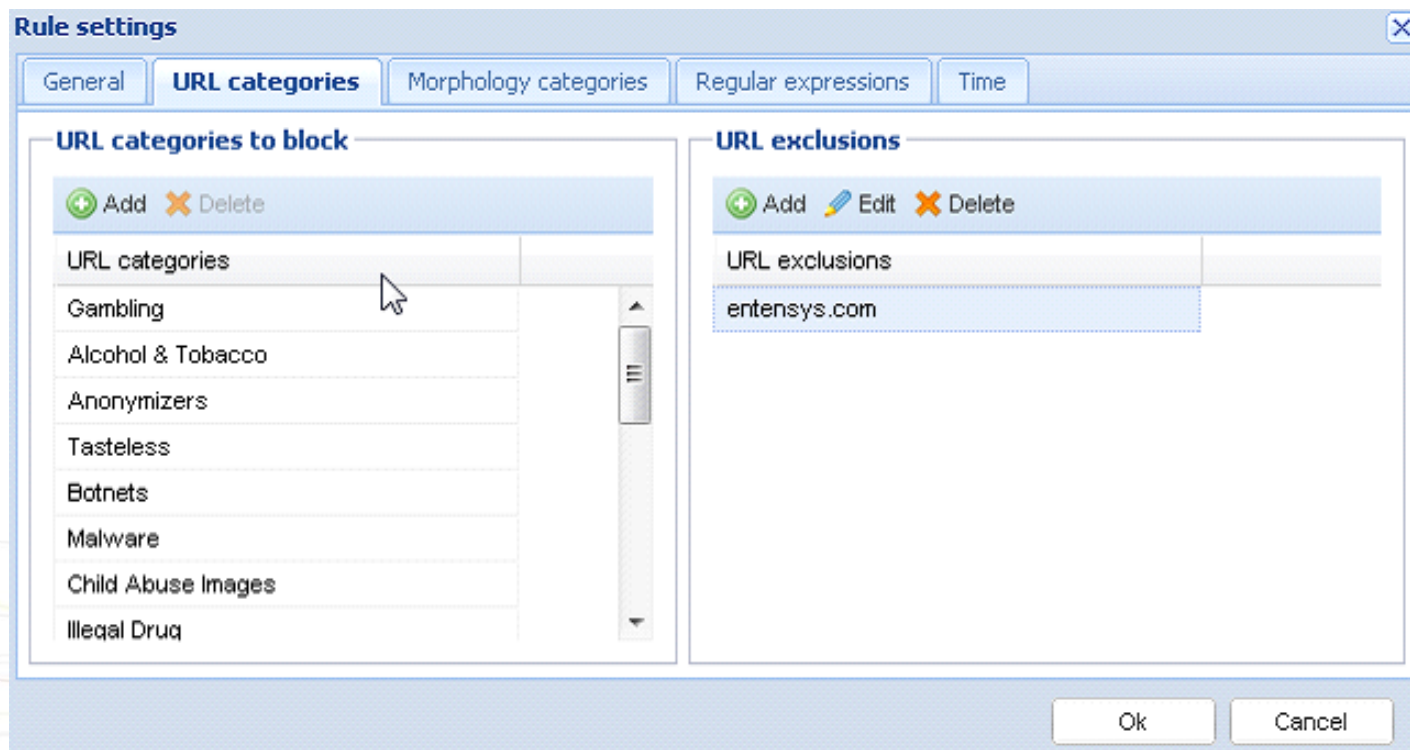 Rule settings
General URL categories Morphology categories Regular expressions Time
URL categories to block
Add Delete
URL categories
Gambling
Alcohol & Tobacco
Anonymizers
Tasteless
Botnets
Malware
Child Abuse Images
Illegal Drug
URL exclusions
Add Edit Delete
URL exclusions
entensys.com
Ok Cancel